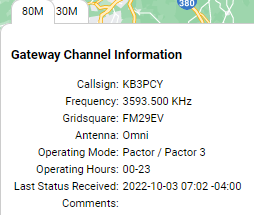 380
80M 30M
Gateway Channel Information
Callsign: KB3PCY
Frequency: 3593.500 KHz
Gridsquare: FM29EV
Antenna: Omni
Operating Mode: Pactor / Pactor 3
Operating Hours: 00-23
Last Status Received: 2022-10-03 07:02 -04:00
Comments: